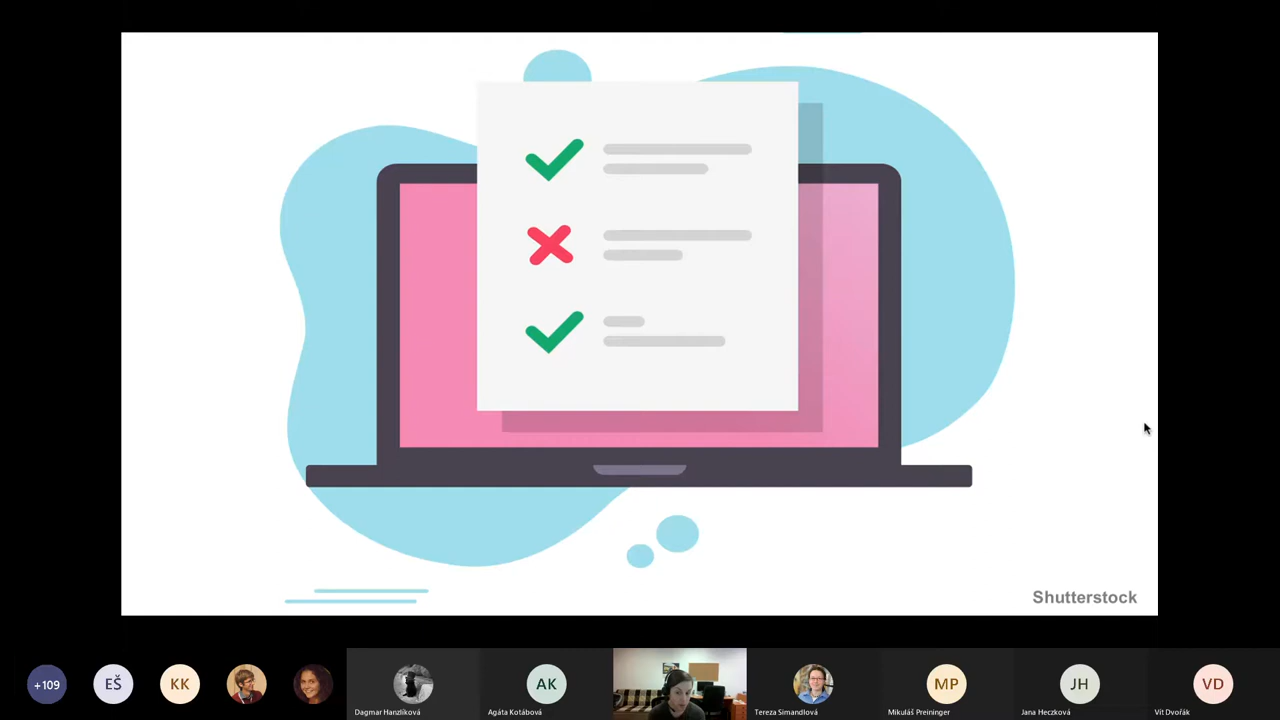 Shutterstock
+109
EŠ
KK
Dagmar Hanzlíková
AK
Agáta Kotábová
Tereza Simandlová
MP
Mikuláš Preininger
JH
Jana Heczková
VD
Vít Dvořák